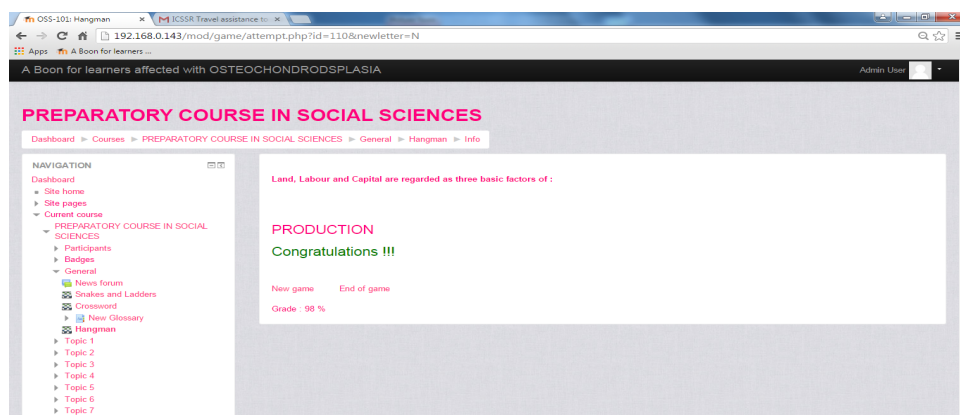 OSS-101: Hangman
ICSSR Travel assistance to
192.168.0.143/mod/game/attempt.php?id=110&newletter=N
Apps A Boon for learners ...
A Boon for learners affected with OSTEOCHONDRODSPLASIA Admin User
PREPARATORY COURSE IN SOCIAL SCIENCES
Dashboard Courses PREPARATORY COURSE IN SOCIAL SCIENCES General Hangman Info
NAVIGATION
Dashboard
Site home
Site pages
Current course
PREPARATORY COURSE IN SOCIAL
SCIENCES
Participants
Badges
General
News forum
Snakes and Ladders
Crossword
New Glossary
Hangman
Topic 1
Topic 2
Topic 3
Topic 4
Topic 5
Topic 6
Topic 7
Land, Labour and Capital are regarded as three basic factors of :
PRODUCTION
Congratulations !!!
New game End of game
Grade : 98 %